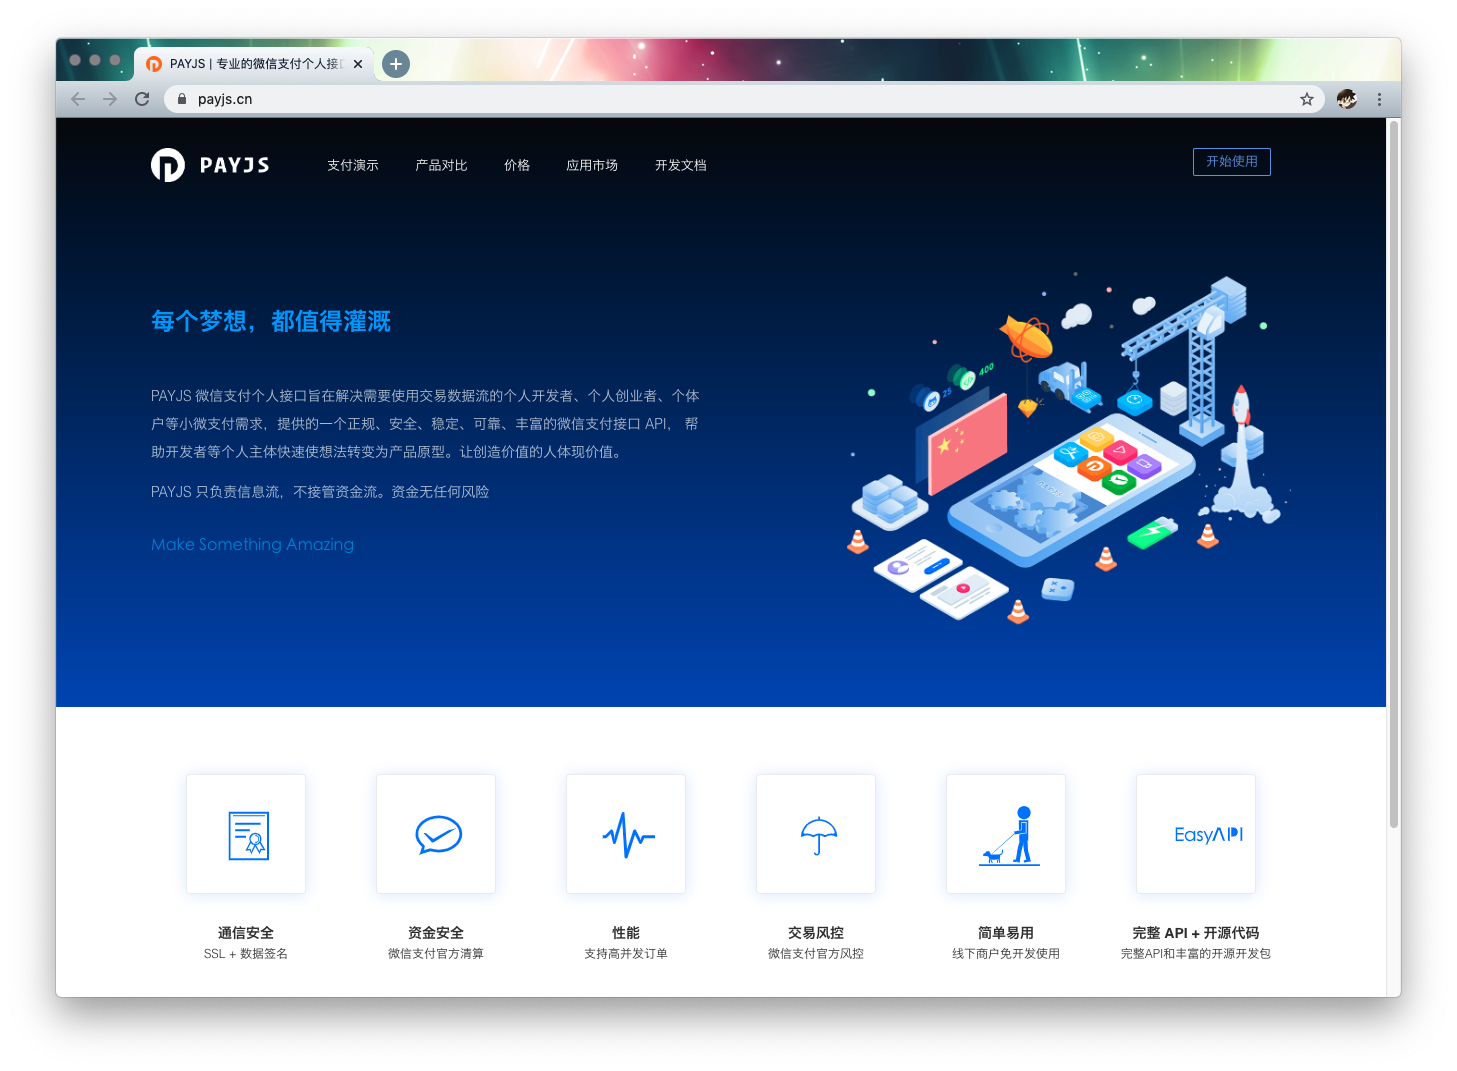 PAYJS | 专业的微信支付个人接口
payjs.cn
PAYJS
支付演示
产品对比
价格
应用市场
开发文档
开始使用
每个梦想，都值得灌溉
PAYJS 微信支付个人接口旨在解决需要使用交易数据流的个人开发者、个人创业者、个体
户等小微支付需求，提供的一个正规、安全、稳定、可靠、丰富的微信支付接口 API， 帮
助开发者等个人主体快速使想法转变为产品原型。让创造价值的人体现价值。
PAYJS 只负责信息流，不接管资金流。资金无任何风险
Make Something Amazing
25
400
PAYJS
EasyAPI
通信安全
SSL + 数据签名
资金安全
微信支付官方清算
性能
支持高并发订单
交易风控
微信支付官方风控
简单易用
线下商户免开发使用
完整 API + 开源代码
完整API和丰富的开源开发包